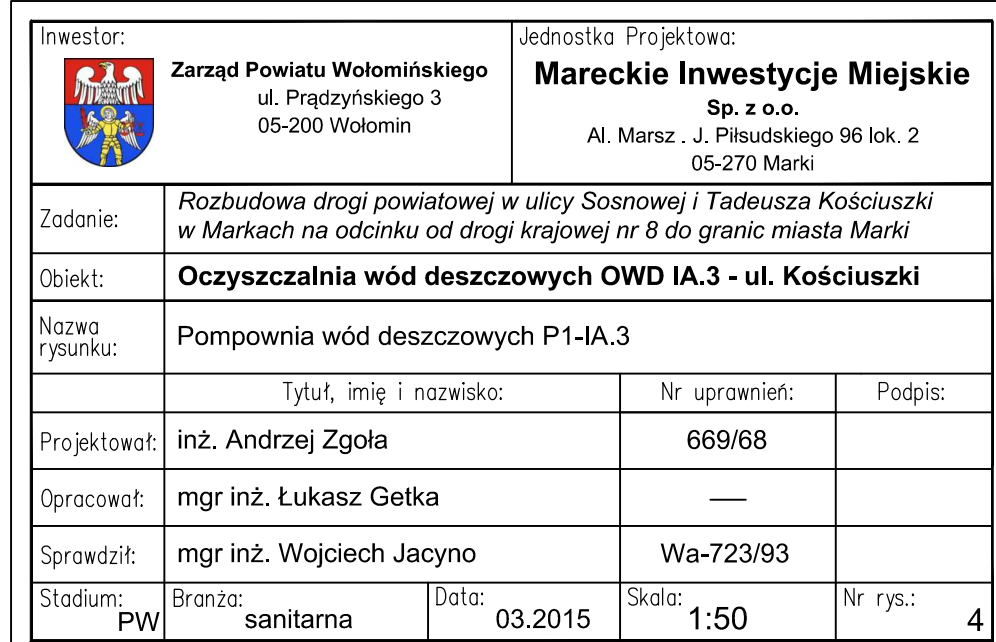 Inwestor:
Zarząd Powiatu Wołomińskiego
ul. Prądzyńskiego 3
05-200 Wołomin
Jednostka Projektowa:
Mareckie Inwestycje Miejskie
Sp. z o.o.
Al. Marsz . J. Piłsudskiego 96 lok. 2
05-270 Marki
Zadanie:
Rozbudowa drogi powiatowej w ulicy Sosnowej i Tadeusza Kościuszki
w Markach na odcinku od drogi krajowej nr 8 do granic miasta Marki
Obiekt:
Oczyszczalnia wód deszczowych OWD IA.3 - ul. Kościuszki
Nazwa
rysunku:
Pompownia wód deszczowych P1-IA.3
Tytuł, imię i nazwisko:
Nr uprawnień:
Podpis:
Projektował:
inż. Andrzej Zgoła
669/68
Opracował:
mgr inż. Łukasz Getka
—
Sprawdził:
mgr inż. Wojciech Jacyno
Wa-723/93
Stadium:
PW
Branża:
sanitarna
Data:
03.2015
Skala:
1:50
Nr rys.:
4